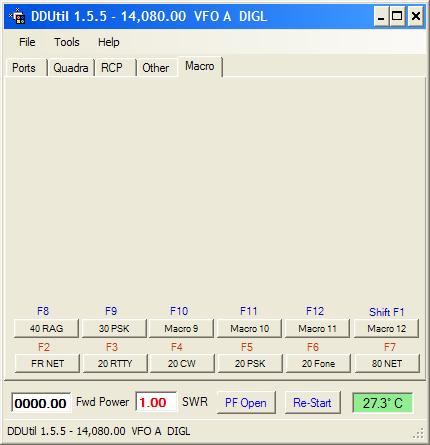 DDUtil 1.5.5 - 14,080.00 VFO A DIGL
File Tools Help
Ports Quadra RCP Other Macro
F8 F9 F10 F11 F12 Shift F1
40 RAG 30 PSK Macro 9 Macro 10 Macro 11 Macro 12
F2 F3 F4 F5 F6 F7
FR NET 20 RTTY 20 CW 20 PSK 20 Fone 80 NET
0000.00 Fwd Power 1.00 SWR PF Open Re-Start 27.3° C
DDUtil 1.5.5 - 14,080.00 VFO A DIGL